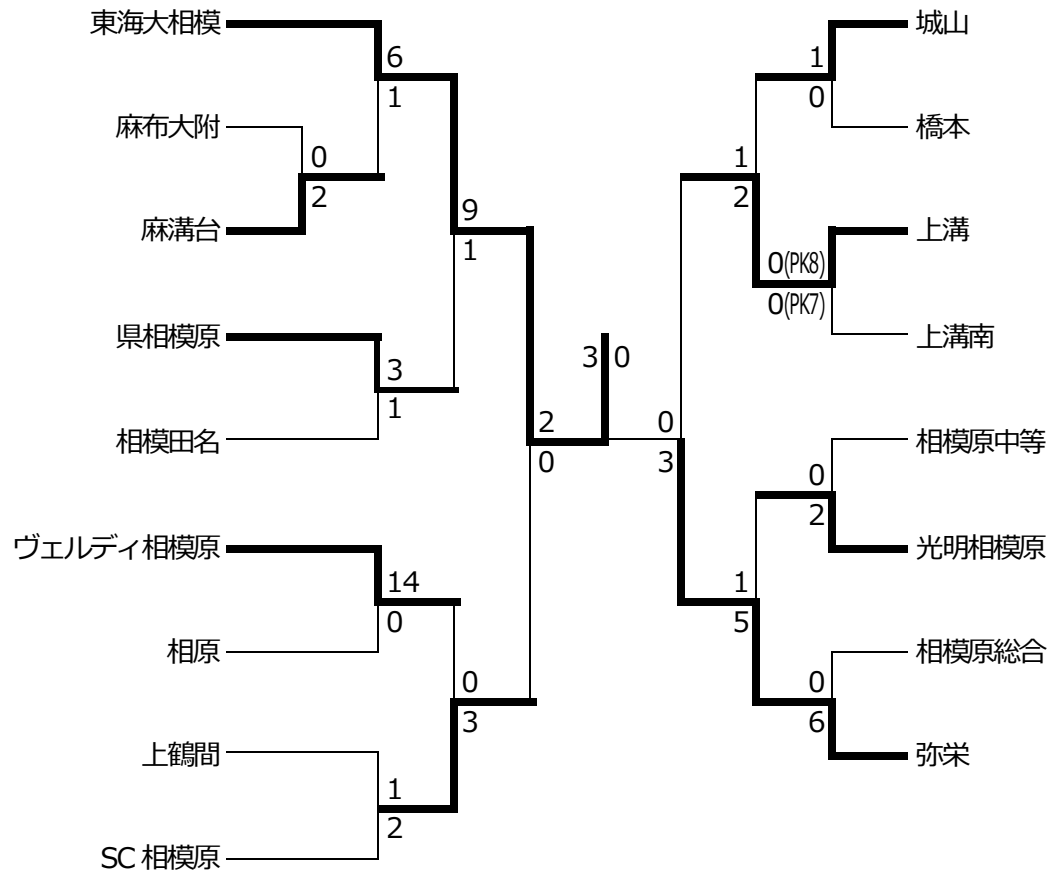 東海大相模
6
1
麻布大附
0
2
麻溝台
9
1
県相模原
3
1
相模田名
2
0
ヴェルディ相模原
14
0
相原
0
3
上鶴間
1
2
SC 相模原
3 0
城山
1
0
橋本
1
2
上溝
0(PK8)
0(PK7)
上溝南
0
3
相模原中等
0
2
光明相模原
1
5
相模原総合
0
6
弥栄